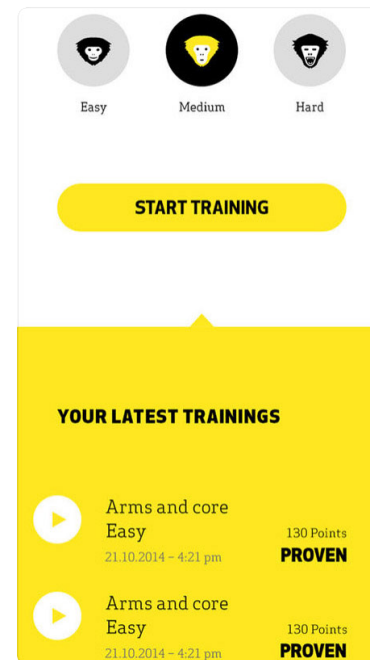 Easy
Medium
Hard
START TRAINING
YOUR LATEST TRAININGS
Arms and core
Easy
130 Points
21.10.2014 – 4:21 pm
PROVEN
Arms and core
Easy
130 Points
21.10.2014 – 4:21 pm
PROVEN